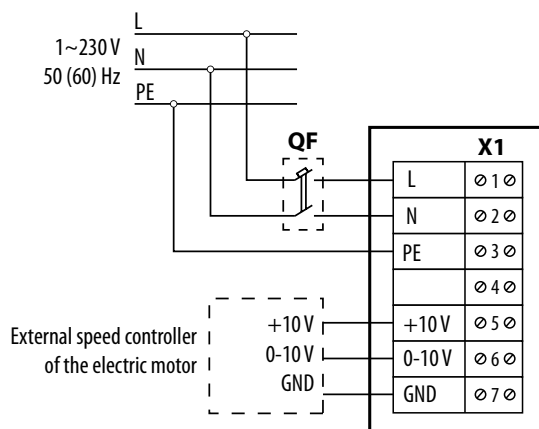 L
1~230 V
N
50 (60) Hz
PE
QF
X1
L
1
N
2
PE
3
4
External speed controller
of the electric motor
+10 V
+10 V
5
0-10 V
0-10 V
6
GND
GND
7